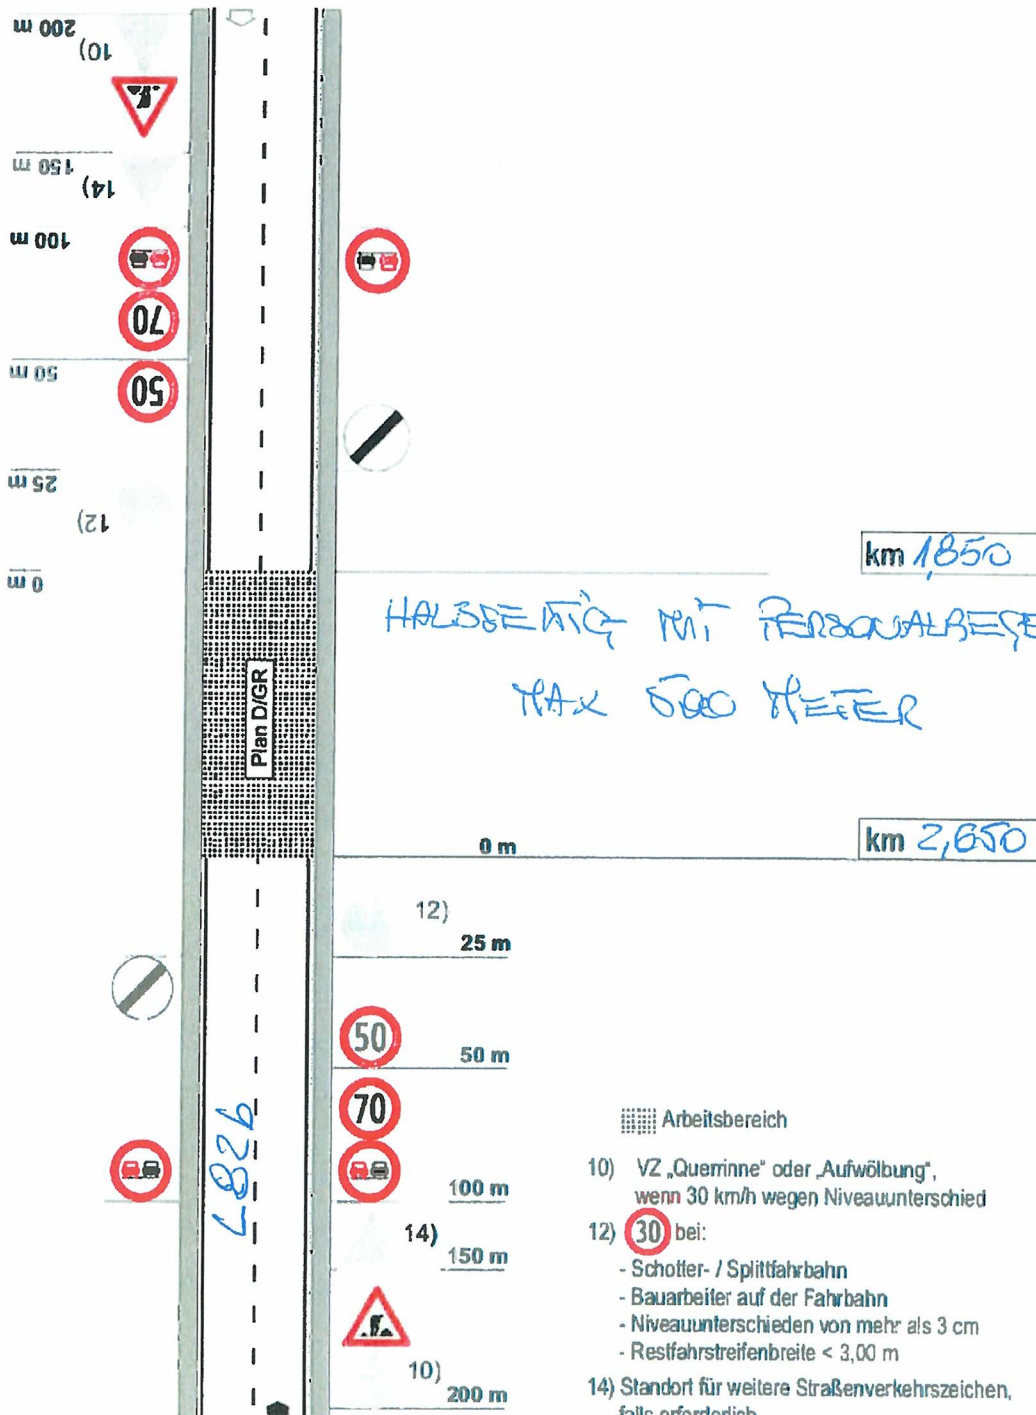 200 m
10)
150 m
14)
100 m
70
50 m
50
25 m
12)
0 m
km 1,850
HALBSEITIG MIT PERSONALBEGE
MAX 500 METER
Plan D/GR
km 2,650
0 m
12)
25 m
50
50 m
70
100 m
14)
150 m
10)
200 m
L826
Arbeitsbereich
10) VZ „Querrinne“ oder „Aufwölbung“,
wenn 30 km/h wegen Niveauunterschied
12) 30 bei:
- Schotter- / Splittfahrbahn
- Bauarbeiter auf der Fahrbahn
- Niveauunterschieden von mehr als 3 cm
- Restfahrstreifenbreite < 3,00 m
14) Standort für weitere Straßenverkehrszeichen,
falls erforderlich